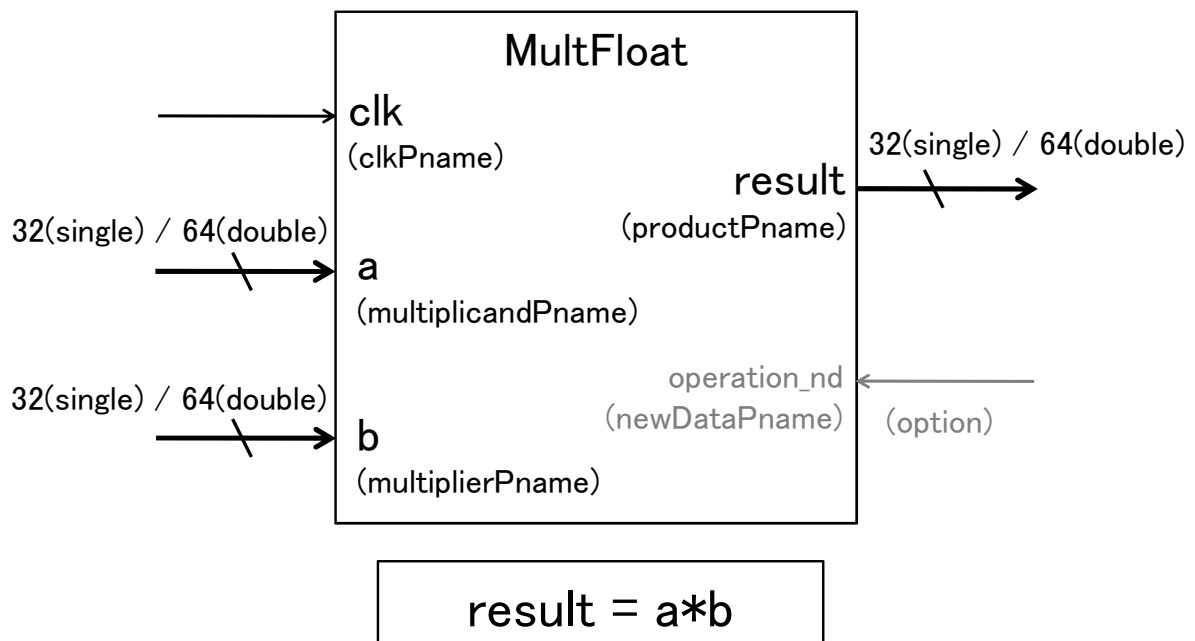 MultFloat
clk
(clkPname)
32(single) / 64(double)
result
(productPname)
32(single) / 64(double)
a
(multiplicandPname)
operation_nd
(newDataPname)
(option)
32(single) / 64(double)
b
(multiplierPname)
result = a*b